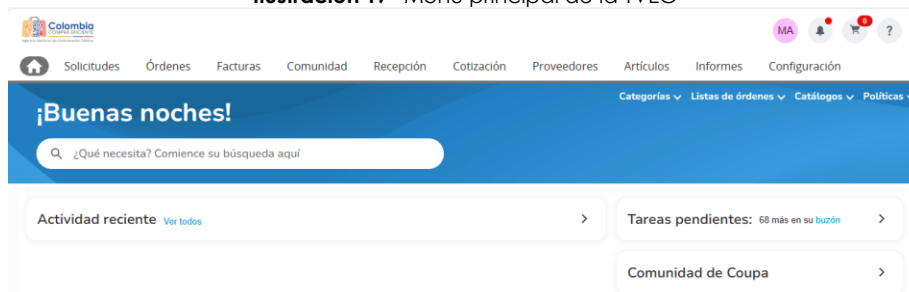 Menú principal de la TVEC
Colombia
COMPRA EFICIENTE
MA
0
?
Solicitudes Órdenes Facturas Comunidad Recepción Cotización Proveedores Artículos Informes Configuración
Categorías Listas de órdenes Catálogos Políticas
¡Buenas noches!
¿Qué necesita? Comience su búsqueda aquí
Actividad reciente Ver todos
Tareas pendientes: 68 más en su buzón
Comunidad de Coupa